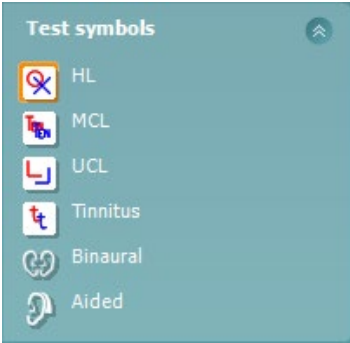 Test symbols
HL
MCL
UCL
Tinnitus
Binaural
Aided